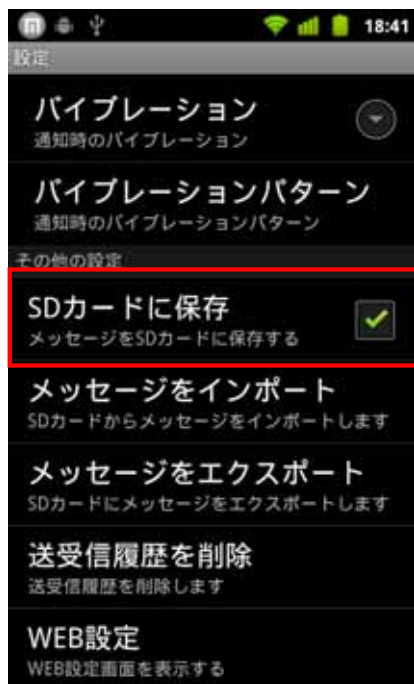 18:41
設定
バイブレーション
通知時のバイブレーション
バイブレーションパターン
通知時のバイブレーションパターン
その他の設定
SDカードに保存
メッセージをSDカードに保存する
メッセージをインポート
SDカードからメッセージをインポートします
メッセージをエクスポート
SDカードにメッセージをエクスポートします
送受信履歴を削除
送受信履歴を削除します
WEB設定
WEB設定画面を表示する